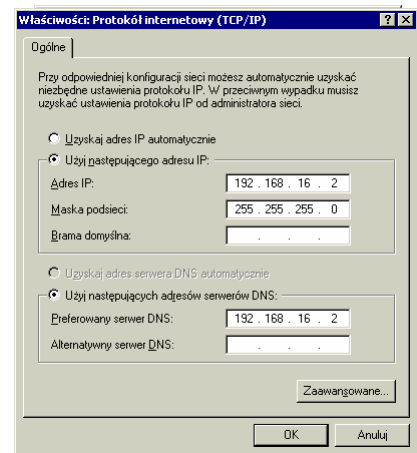 Właściwości: Protokół internetowy (TCP/IP)
Ogólne
Przy odpowiedniej konfiguracji sieci możesz automatycznie uzyskać
niezbędne ustawienia protokołu IP. W przeciwnym wypadku musisz
uzyskać ustawienia protokołu IP od administratora sieci.
Uzyskaj adres IP automatycznie
Użyj następującego adresu IP:
Adres IP: 192 . 168 . 16 . 2
Maska podsieci: 255 . 255 . 255 . 0
Brama domyślna: . . .
Uzyskaj adres serwera DNS automatycznie
Użyj następujących adresów serwerów DNS:
Preferowany serwer DNS: 192 . 168 . 16 . 2
Alternatywny serwer DNS: . . .
Zaawansowane...
OK Anuluj